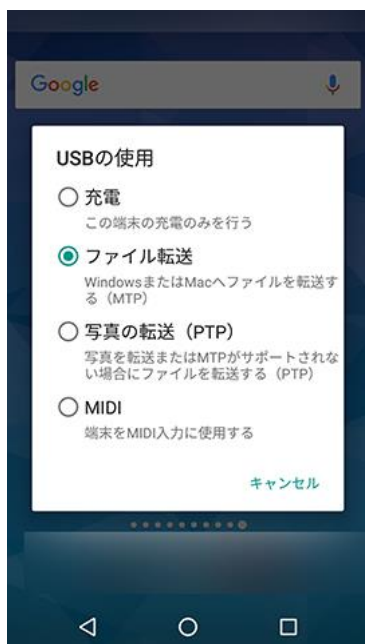 Google
USBの使用
充電
この端末の充電のみを行う
ファイル転送
WindowsまたはMacへファイルを転送す
る（MTP）
写真の転送（PTP）
写真を転送またはMTPがサポートされな
い場合にファイルを転送する（PTP）
MIDI
端末をMIDI入力に使用する
キャンセル